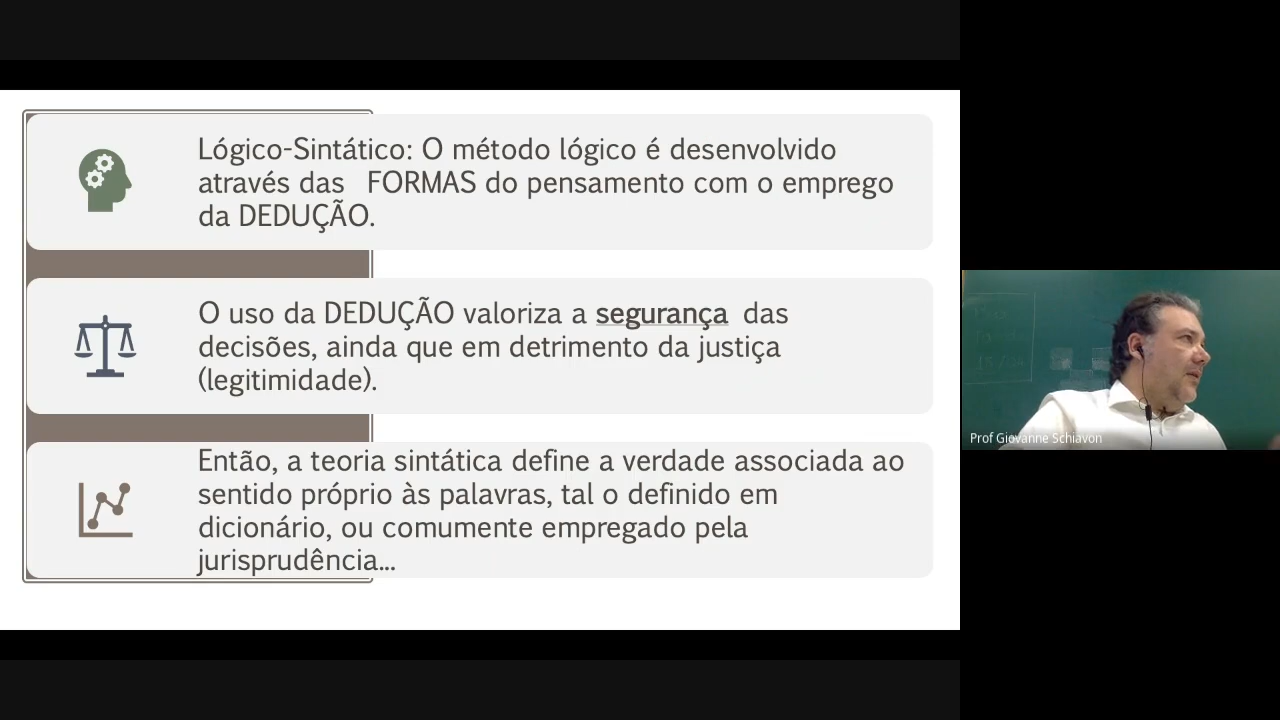 Lógico-Sintático: O método lógico é desenvolvido
através das FORMAS do pensamento com o emprego
da DEDUÇÃO.
O uso da DEDUÇÃO valoriza a segurança das
decisões, ainda que em detrimento da justiça
(legitimidade).
Então, a teoria sintática define a verdade associada ao
sentido próprio às palavras, tal o definido em
dicionário, ou comumente empregado pela
jurisprudência...
Prof Giovanne Schiavon